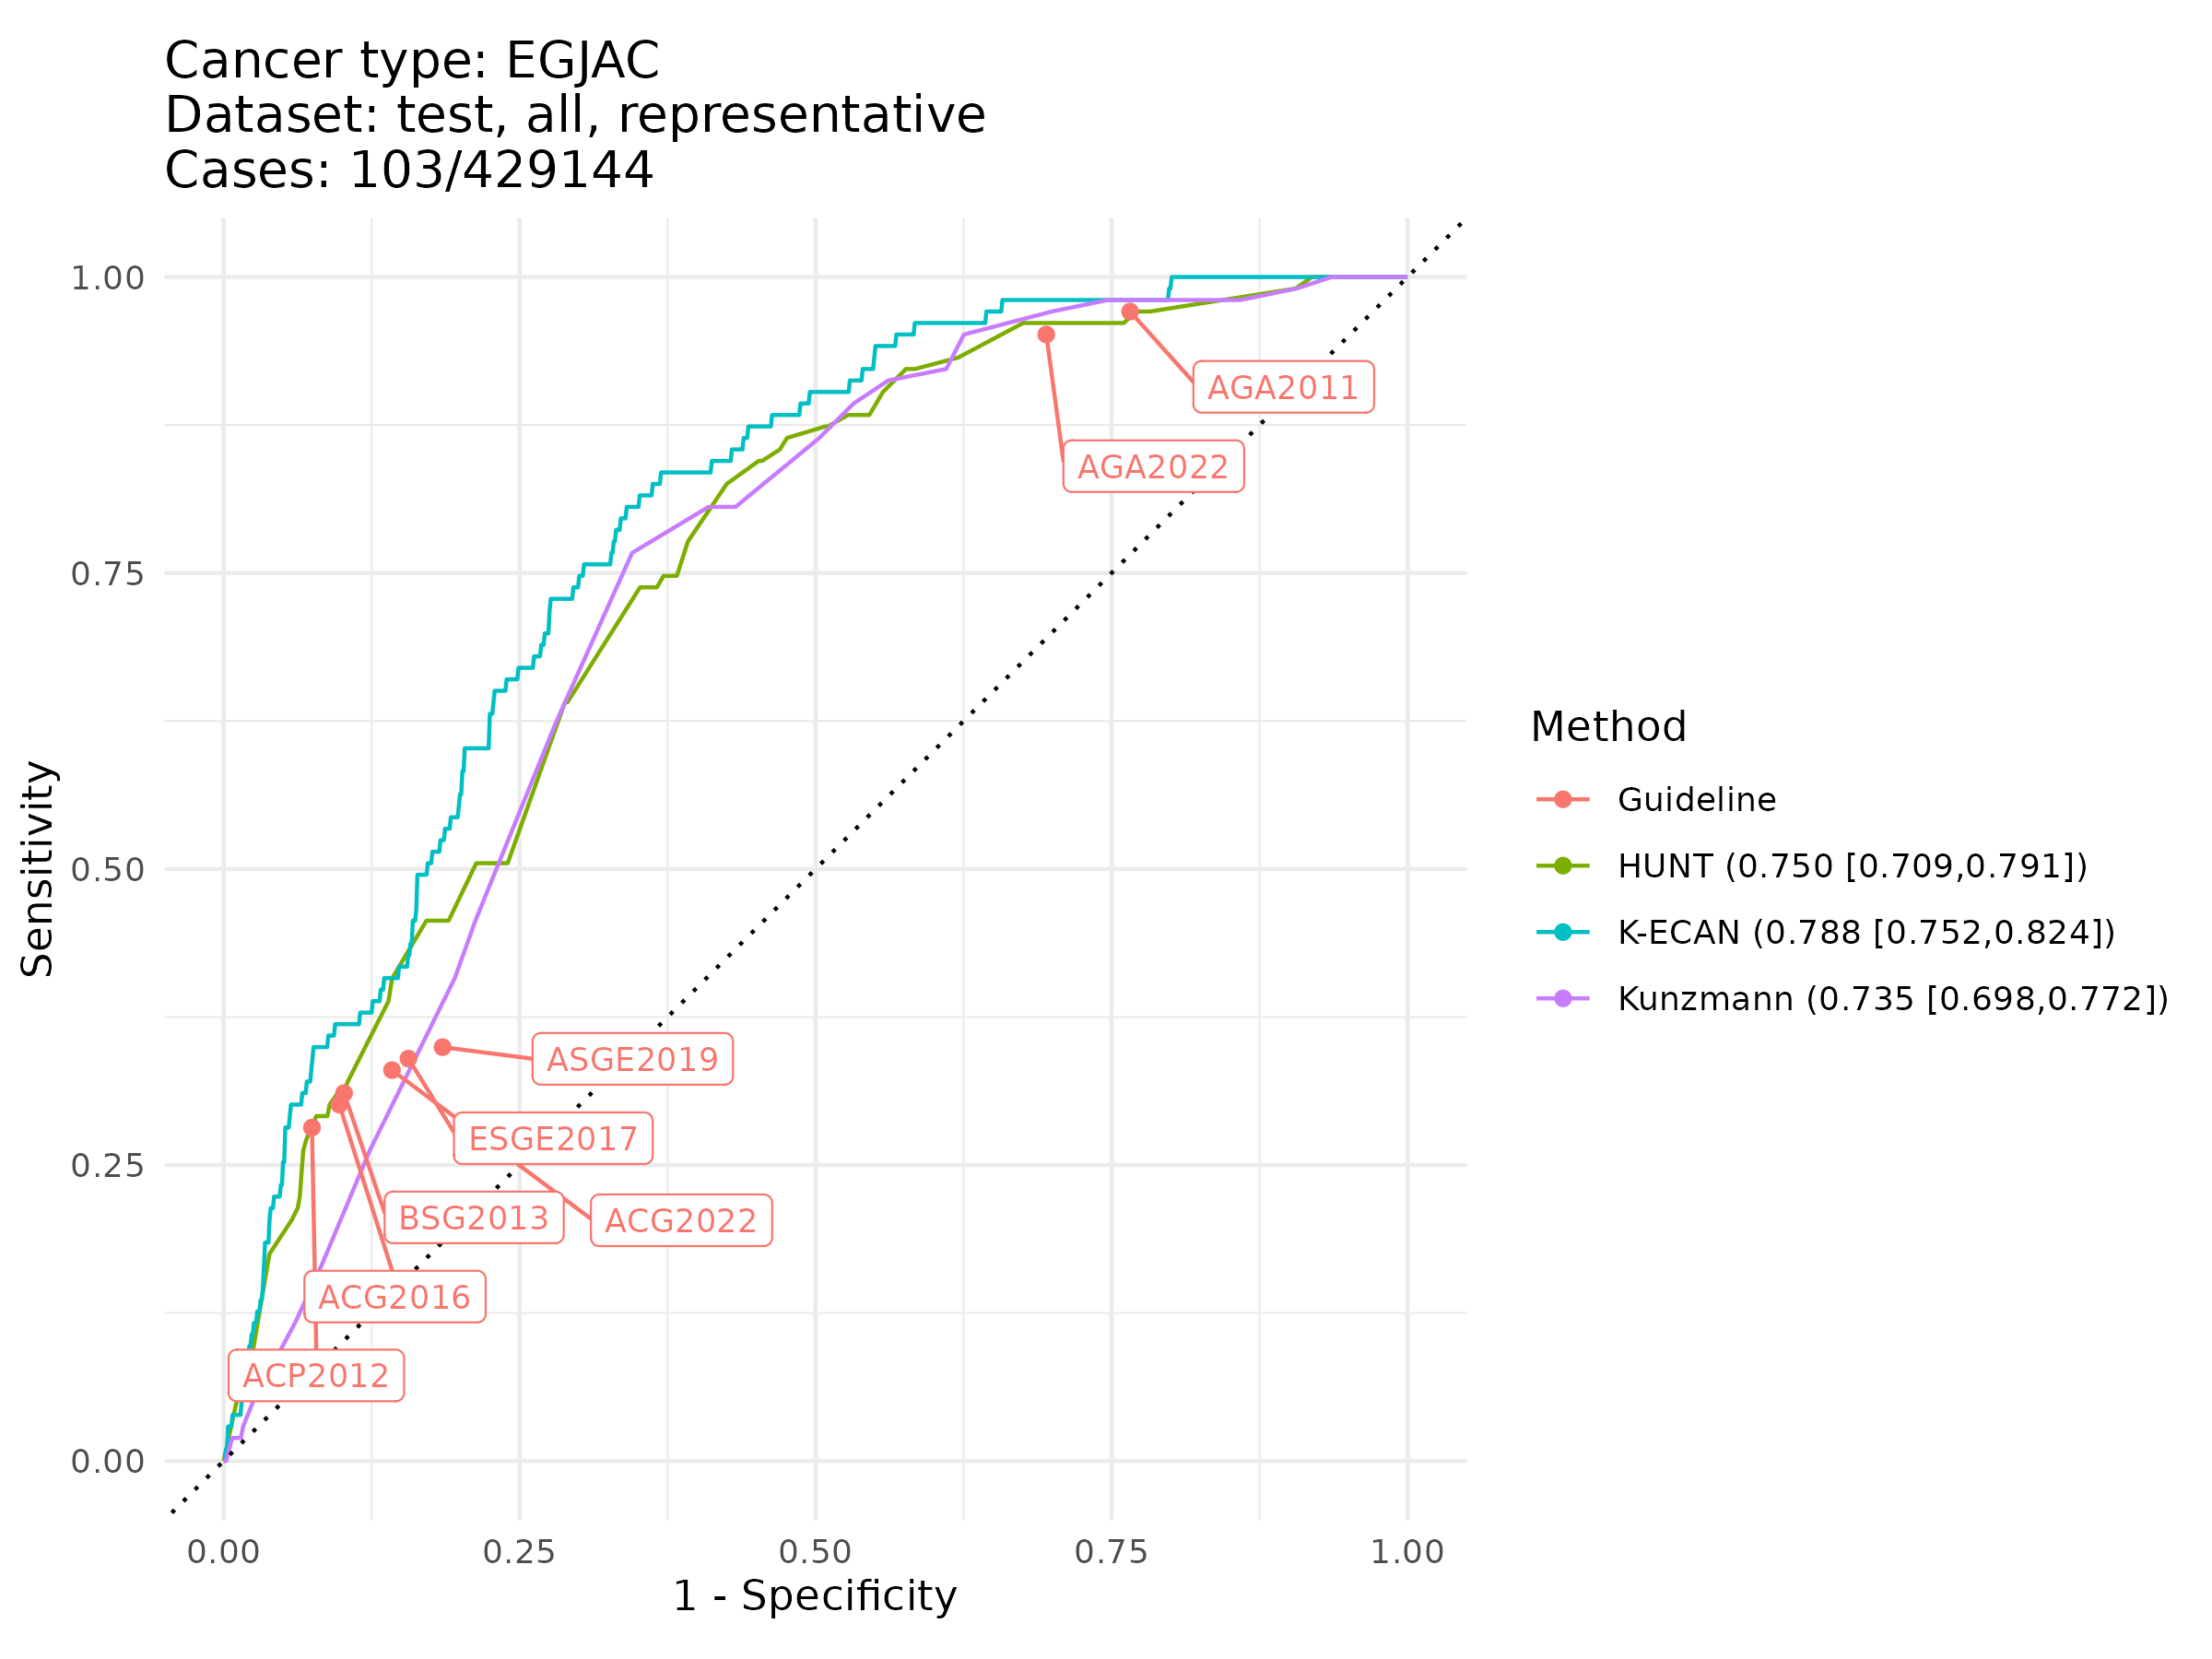 Cancer type: EGJAC
Dataset: test, all, representative
Cases: 103/429144
1.00
0.75
0.50
0.25
0.00
Sensitivity
AGA2011
AGA2022
ASGE2019
ESGE2017
BSG2013
ACG2022
ACG2016
ACP2012
0.00
0.25
0.50
0.75
1.00
1 - Specificity
Method
Guideline
HUNT (0.750 [0.709,0.791])
K-ECAN (0.788 [0.752,0.824])
Kunzmann (0.735 [0.698,0.772])